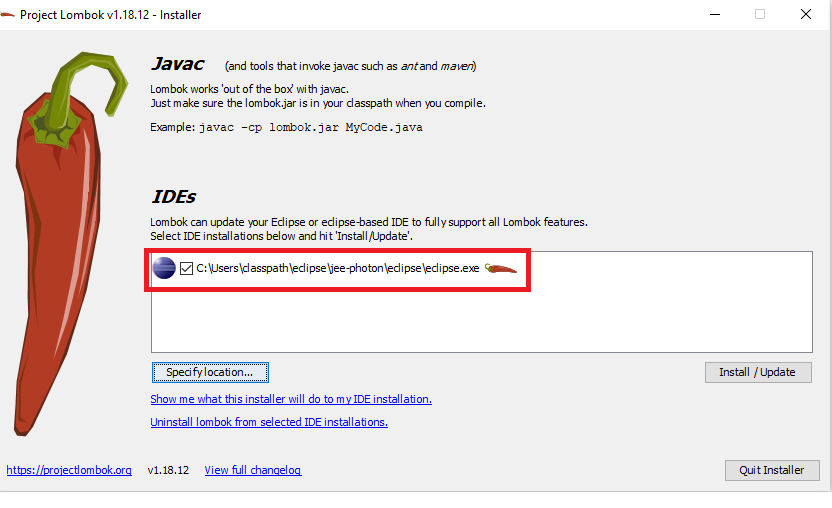 Project Lombok v1.18.12 - Installer
Javac (and tools that invoke javac such as ant and maven)
Lombok works 'out of the box' with javac.
Just make sure the lombok.jar is in your classpath when you compile.
Example: javac -cp lombok.jar MyCode.java
IDEs
Lombok can update your Eclipse or eclipse-based IDE to fully support all Lombok features.
Select IDE installations below and hit 'Install/Update'.
C:\Users\classpath\eclipse\jee-photon\eclipse\eclipse.exe
Specify location...
Install / Update
Show me what this installer will do to my IDE installation.
Uninstall lombok from selected IDE installations.
https://projectlombok.org v1.18.12 View full changelog
Quit Installer